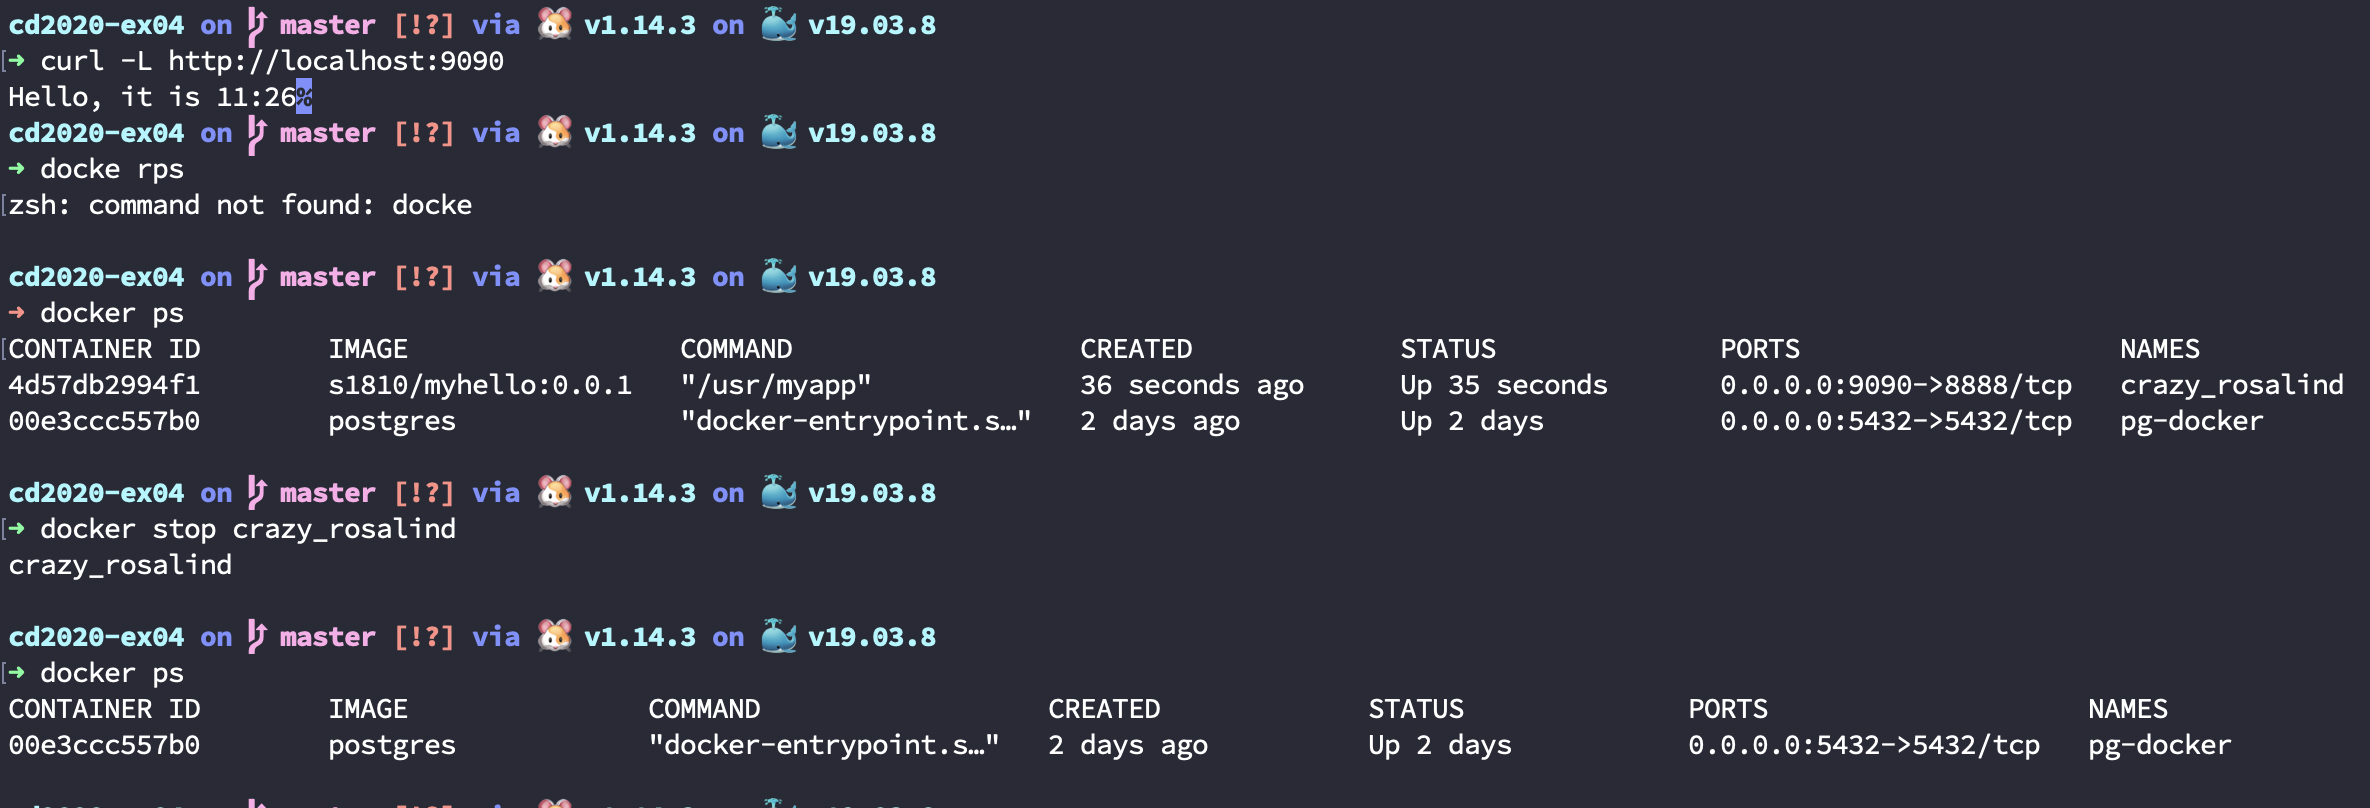 cd2020-ex04 on master [!?] via 🐹 v1.14.3 on 🐳 v19.03.8
➜ curl -L http://localhost:9090
Hello, it is 11:26%
cd2020-ex04 on master [!?] via 🐹 v1.14.3 on 🐳 v19.03.8
➜ docke rps
zsh: command not found: docke
cd2020-ex04 on master [!?] via 🐹 v1.14.3 on 🐳 v19.03.8
➜ docker ps
CONTAINER ID IMAGE COMMAND CREATED STATUS PORTS NAMES
4d57db2994f1 s1810/myhello:0.0.1 "/usr/myapp" 36 seconds ago Up 35 seconds 0.0.0.0:9090->8888/tcp crazy_rosalind
00e3ccc557b0 postgres "docker-entrypoint.s…" 2 days ago Up 2 days 0.0.0.0:5432->5432/tcp pg-docker
cd2020-ex04 on master [!?] via 🐹 v1.14.3 on 🐳 v19.03.8
➜ docker stop crazy_rosalind
crazy_rosalind
cd2020-ex04 on master [!?] via 🐹 v1.14.3 on 🐳 v19.03.8
➜ docker ps
CONTAINER ID IMAGE COMMAND CREATED STATUS PORTS NAMES
00e3ccc557b0 postgres "docker-entrypoint.s…" 2 days ago Up 2 days 0.0.0.0:5432->5432/tcp pg-docker